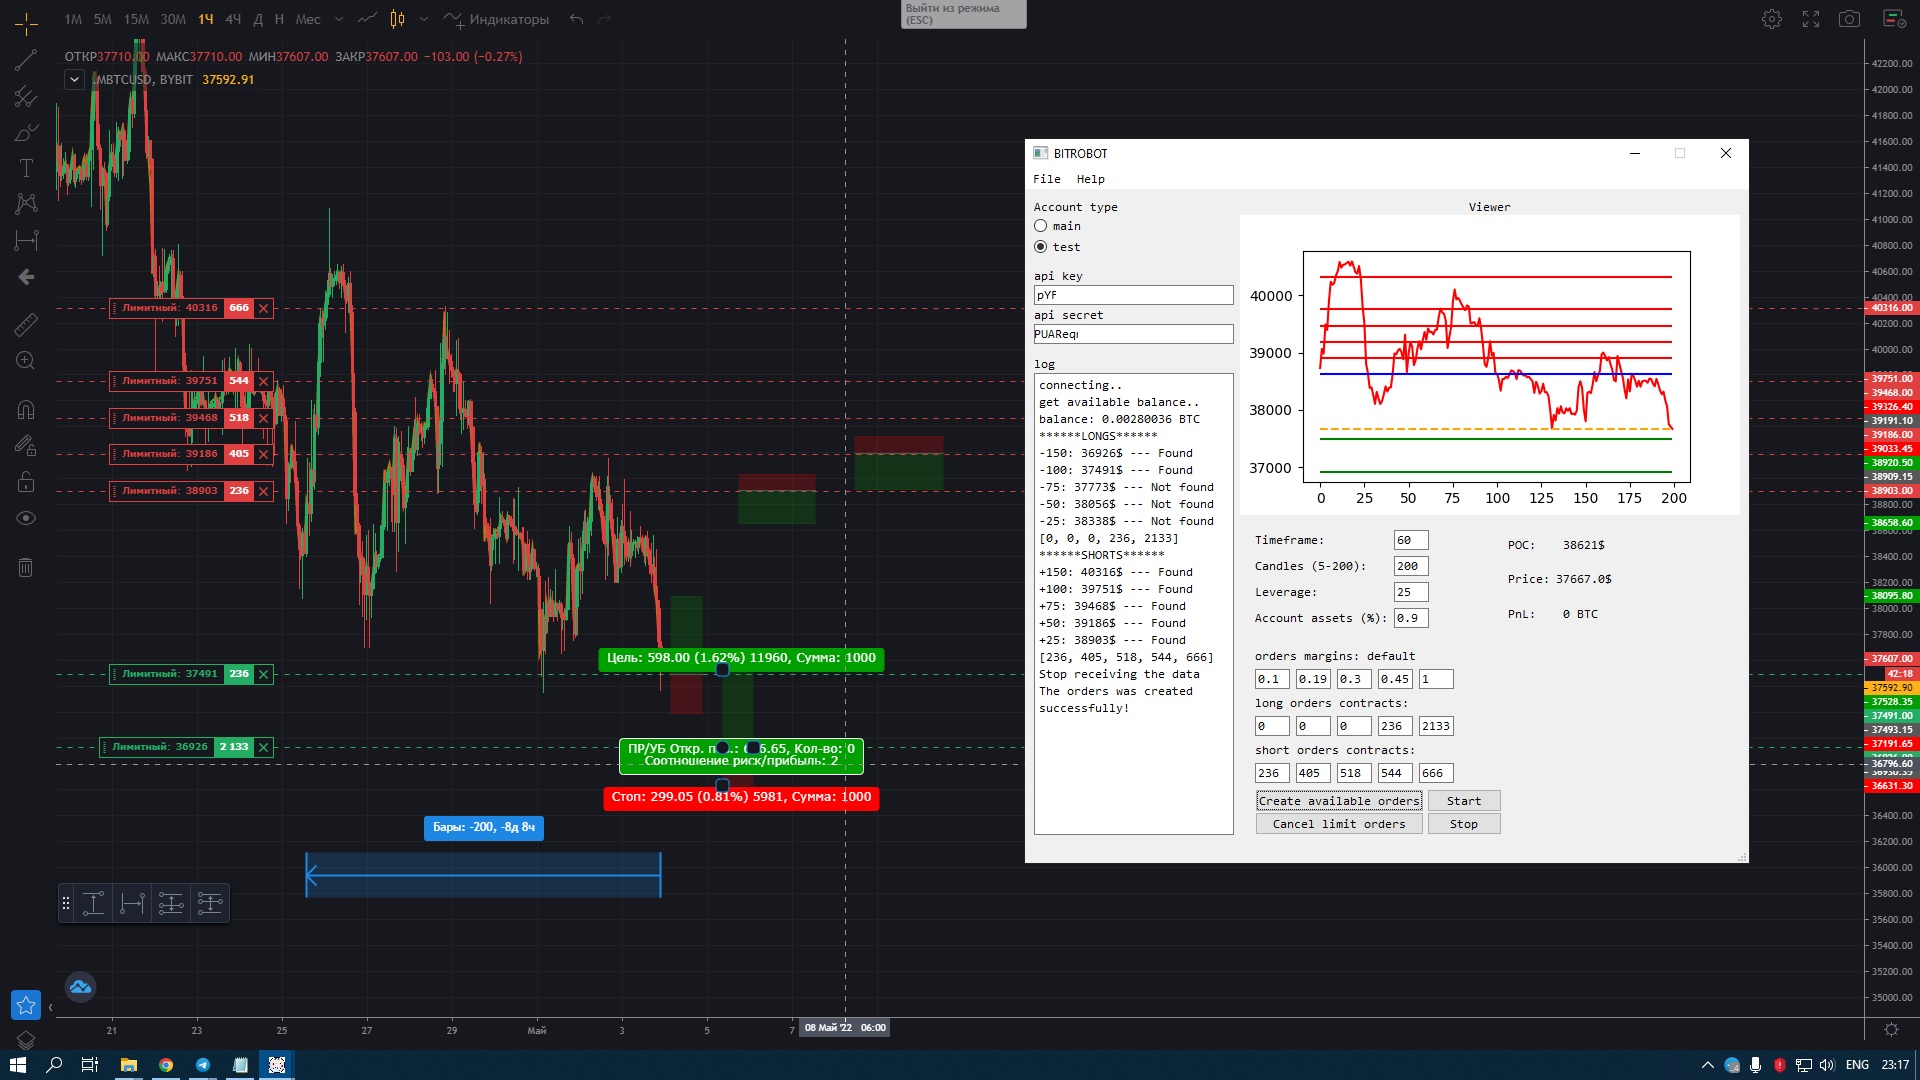 1М 5М 15М 30М 1Ч 4Ч Д Н Мес Индикаторы
Выйти из режима
(ESC)
ОТКР37710.00 МАКС37710.00 МИН37607.00 ЗАКР37607.00 −103.00 (−0.27%)
.MBTCUSD, BYBIT 37592.91
Лимитный: 40316 666
Лимитный: 39751 544
Лимитный: 39468 518
Лимитный: 39186 405
Лимитный: 38903 236
Лимитный: 37491 236
Лимитный: 36926 2 133
Цель: 598.00 (1.62%) 11960, Сумма: 1000
Соотношение риск/прибыль: 2
Стоп: 299.05 (0.81%) 5981, Сумма: 1000
Бары: -200, -8д 8ч
21 23 25 27 29 Май 3 5 7
08 Май '22 06:00
BITROBOT
File Help
Account type
main
test
api key
pYF
api secret
PUAReqı
log
connecting..
get available balance..
balance: 0.00280036 BTC
******LONGS******
-150: 36926$ --- Found
-100: 37491$ --- Found
-75: 37773$ --- Not found
-50: 38056$ --- Not found
-25: 38338$ --- Not found
[0, 0, 0, 236, 2133]
******SHORTS******
+150: 40316$ --- Found
+100: 39751$ --- Found
+75: 39468$ --- Found
+50: 39186$ --- Found
+25: 38903$ --- Found
[236, 405, 518, 544, 666]
Stop receiving the data
The orders was created
successfully!
Viewer
40000
39000
38000
37000
0 25 50 75 100 125 150 175 200
Timeframe: 60
Candles (5-200): 200
Leverage: 25
Account assets (%): 0.9
POC: 38621$
Price: 37667.0$
PnL: 0 BTC
orders margins: default
0.1 0.19 0.3 0.45 1
long orders contracts:
0 0 0 236 2133
short orders contracts:
236 405 518 544 666
Create available orders Start
Cancel limit orders Stop
42200.00
42000.00
41800.00
41600.00
41400.00
41200.00
41000.00
40800.00
40600.00
40400.00
40316.00
40200.00
40000.00
39751.00
39468.00
39326.40
39191.10
39186.00
39033.45
38920.50
38909.15
38903.00
38800.00
38658.60
38400.00
38200.00
38095.80
38000.00
37800.00
37607.00
42:18
37592.90
37528.35
37491.00
37493.15
37191.65
36796.60
36631.30
36400.00
36200.00
36000.00
35800.00
35600.00
35400.00
35200.00
35000.00
ENG 23:17